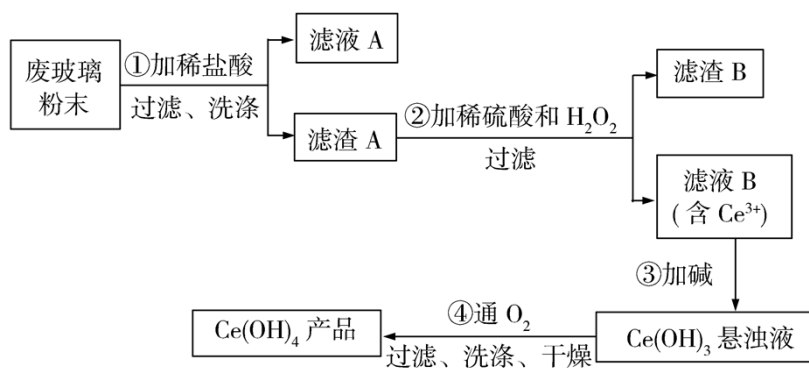 废玻璃
粉末
①加稀盐酸
过滤、洗涤
滤液 A
滤渣 A
②加稀硫酸和 H₂O₂
过滤
滤渣 B
滤液 B
( 含 Ce³⁺)
③加碱
Ce(OH)₃ 悬浊液
④通 O₂
过滤、洗涤、干燥
Ce(OH)₄ 产品